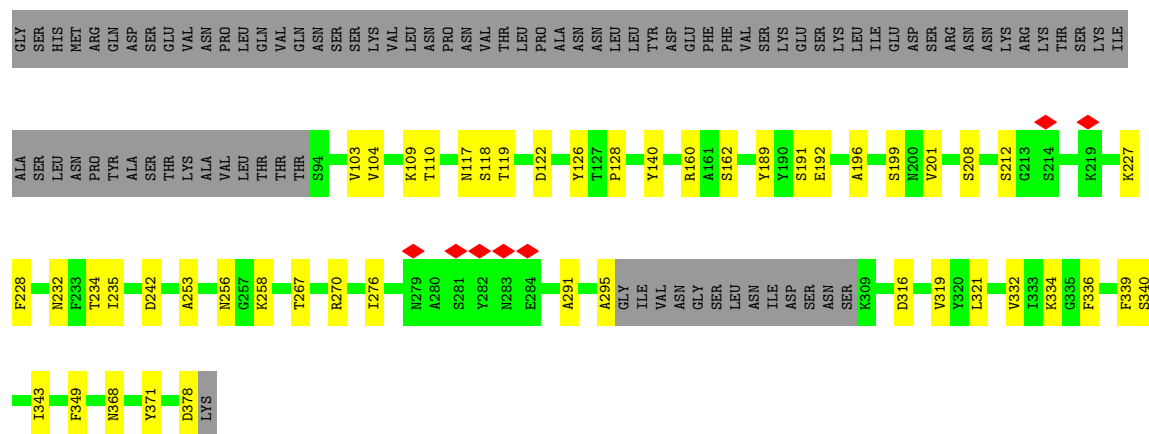 GLY SER HIS MET ARG GLN ASP ASP SER GLU VAL ASN PRO LEU GLN VAL GLN ASN SER SER LYS VAL LEU ASN PRO ASN VAL THR LEU PRO ALA ASN ASN LEU LEU TYR ASP GLU PHE PHE VAL SER LYS GLU SER LYS LEU ILE GLU ASP SER ARG ASN ASN LYS ARG LYS THR SER LYS ILE
ALA SER LEU ASN PRO TYR ALA SER THR LYS ALA VAL LEU THR THR THR S94 V103 V104 K109 T110 N117 S118 T119 D122 Y126 T127 P128 Y140 R160 A161 S162 Y189 Y190 S191 E192 A196 S199 N200 V201 S208 S212 G213 S214 K219 K227
F228 N232 F233 T234 I235 D242 A253 N256 G257 K258 T267 R270 I276 N279 A280 S281 Y282 N283 E284 A291 A295 GLY ILE VAL ASN GLY SER LEU ASN ILE ASP SER ASN SER K309 D316 V319 Y320 L321 V332 I333 K334 G335 F336 F339 S340
I343 F349 N368 Y371 D378 LYS